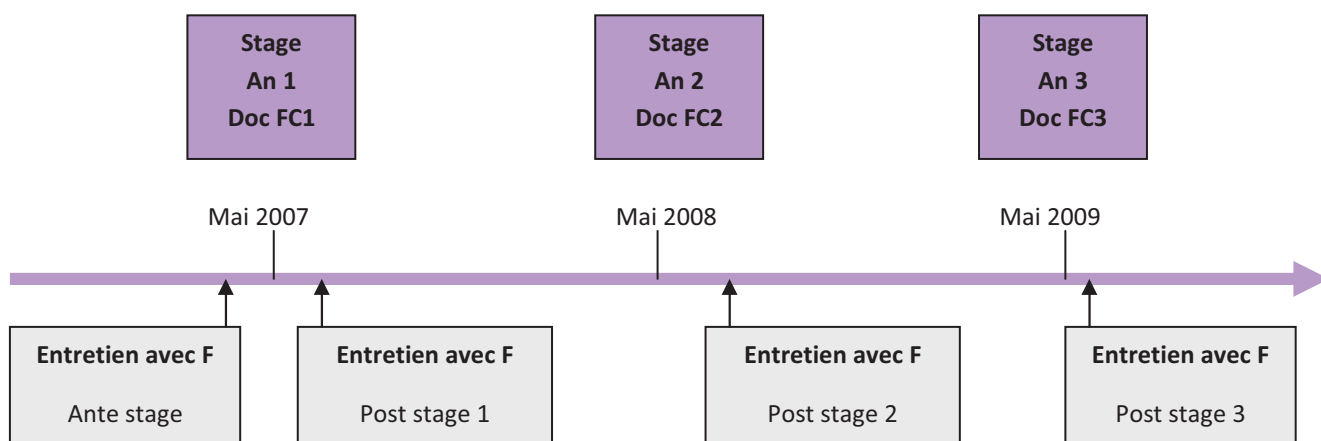 Stage
An 1
Doc FC1
Stage
An 2
Doc FC2
Stage
An 3
Doc FC3
Mai 2007
Mai 2008
Mai 2009
Entretien avec F
Ante stage
Entretien avec F
Post stage 1
Entretien avec F
Post stage 2
Entretien avec F
Post stage 3